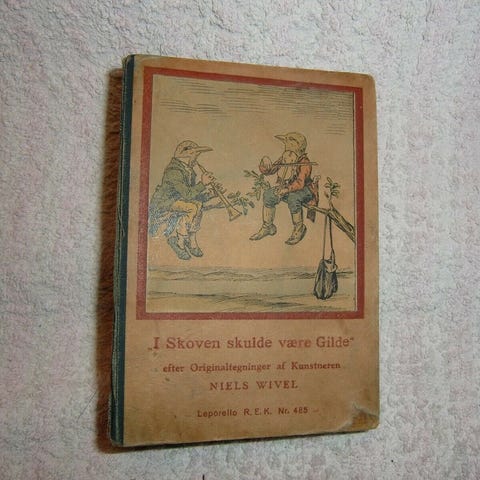 „I Skoven skulde være Gilde“
efter Originaltegninger af Kunstneren
NIELS WIVEL
Leporello R.E.K. Nr. 485